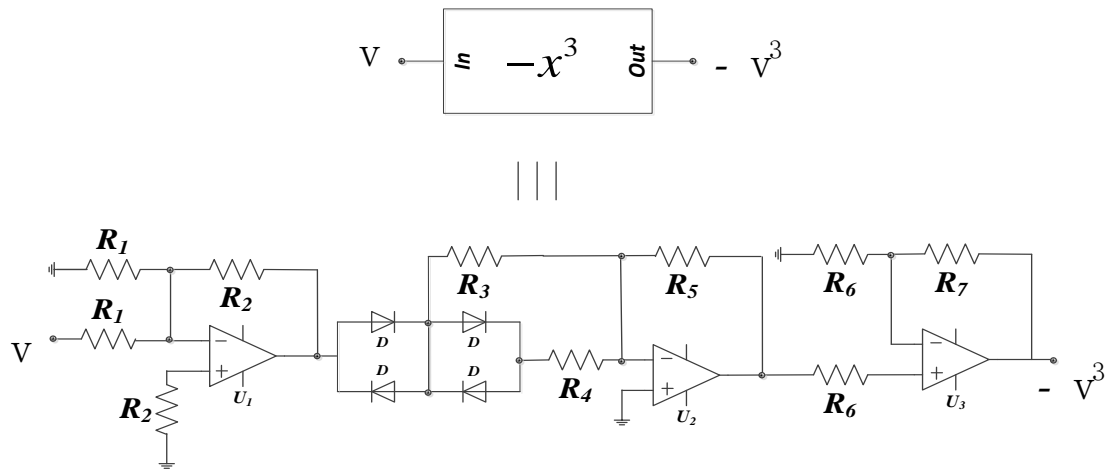 V In −x³ Out - V³
R₁
R₃ R₅
R₂ R₆ R₇
R₁ D D
V − D D − −
+ R₄ + R₆ +
R₂ U₁ U₂ U₃ - V³